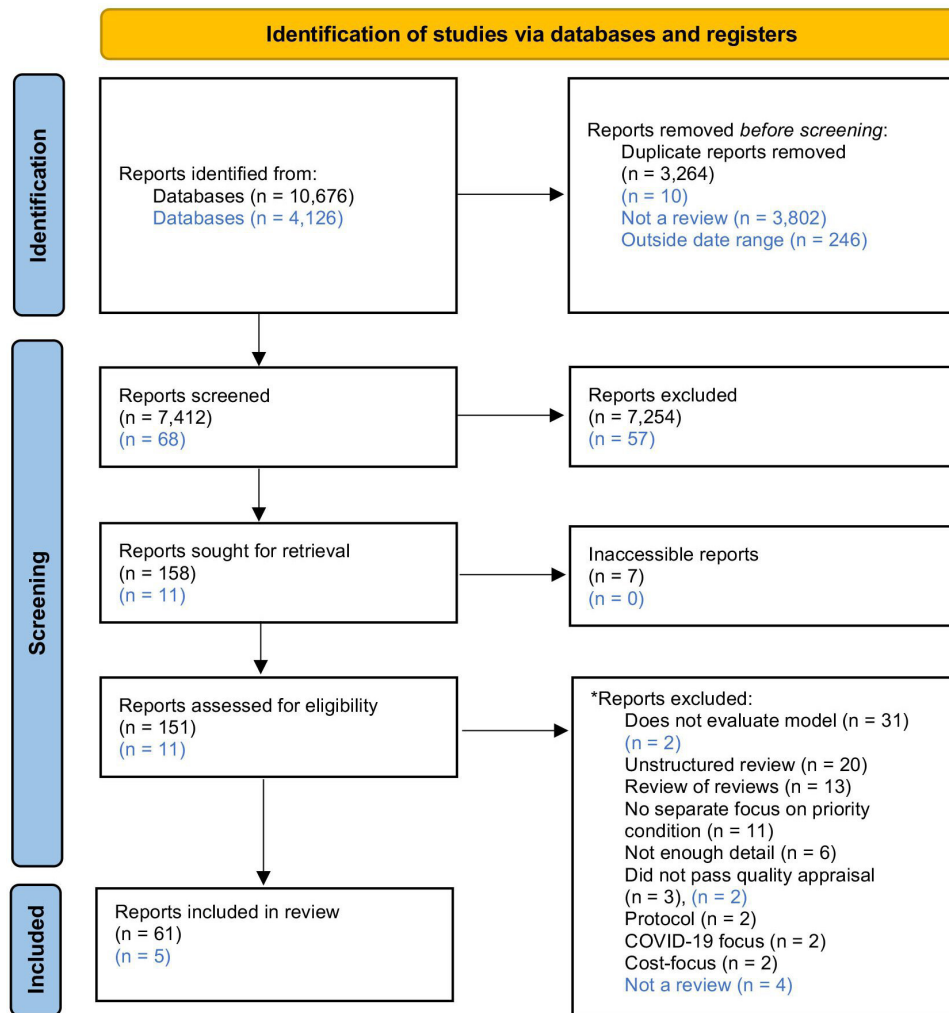 Identification of studies via databases and registers
Identification
Reports identified from:
Databases (n = 10,676)
Databases (n = 4,126)
Reports removed before screening:
Duplicate reports removed
(n = 3,264)
(n = 10)
Not a review (n = 3,802)
Outside date range (n = 246)
Screening
Reports screened
(n = 7,412)
(n = 68)
Reports excluded
(n = 7,254)
(n = 57)
Reports sought for retrieval
(n = 158)
(n = 11)
Inaccessible reports
(n = 7)
(n = 0)
Reports assessed for eligibility
(n = 151)
(n = 11)
*Reports excluded:
Does not evaluate model (n = 31)
(n = 2)
Unstructured review (n = 20)
Review of reviews (n = 13)
No separate focus on priority
condition (n = 11)
Not enough detail (n = 6)
Did not pass quality appraisal
(n = 3), (n = 2)
Protocol (n = 2)
COVID-19 focus (n = 2)
Cost-focus (n = 2)
Not a review (n = 4)
Included
Reports included in review
(n = 61)
(n = 5)